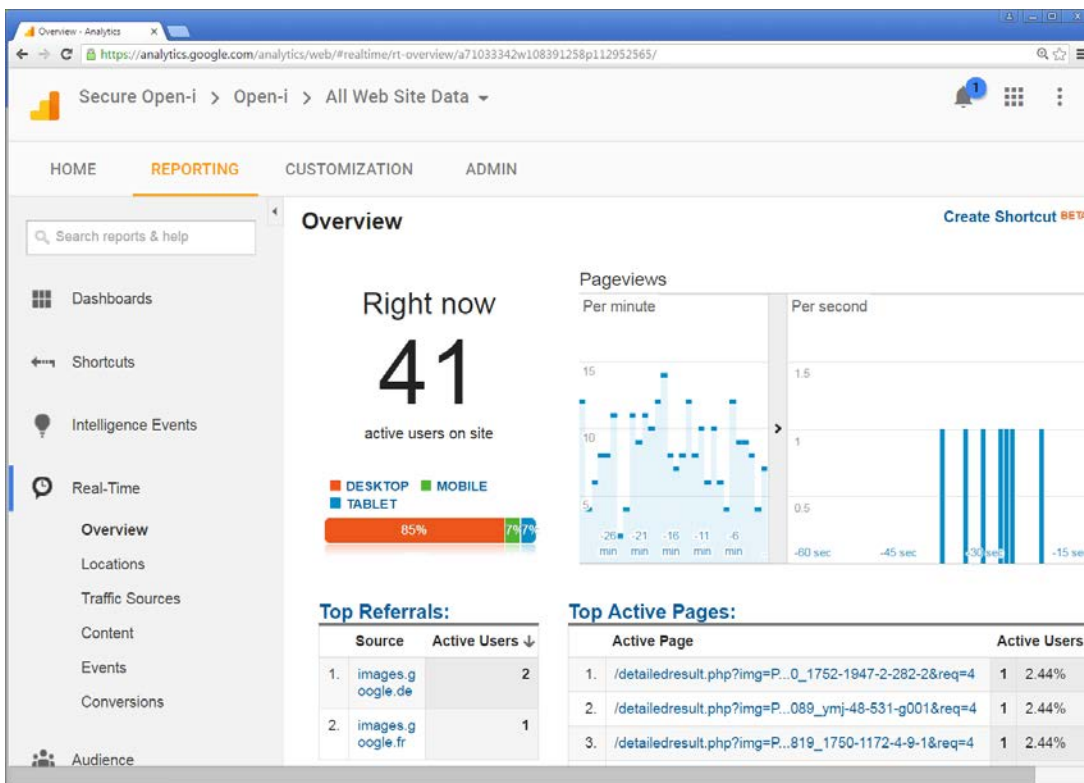 Overview - Analytics
https://analytics.google.com/analytics/web/#realtime/rt-overview/a71033342w108391258p112952565/
Secure Open-i > Open-i > All Web Site Data
1
HOME REPORTING CUSTOMIZATION ADMIN
Search reports & help
Dashboards
Shortcuts
Intelligence Events
Real-Time
Overview
Locations
Traffic Sources
Content
Events
Conversions
Audience
Overview
Create Shortcut BETA
Right now
41
active users on site
DESKTOP MOBILE
TABLET
85% 7% 7%
Pageviews
Per minute
15
10
5
-26 -21 -16 -11 -6
min min min min min
Per second
1.5
1
0.5
-60 sec -45 sec -30 sec -15 se
Top Referrals:
Source Active Users
1. images.g
oogle.de 2
2. images.g
oogle.fr 1
Top Active Pages:
Active Page Active Users
1. /detailedresult.php?img=P...0_1752-1947-2-282-2&req=4 1 2.44%
2. /detailedresult.php?img=P...089_ymj-48-531-g001&req=4 1 2.44%
3. /detailedresult.php?img=P...819_1750-1172-4-9-1&req=4 1 2.44%